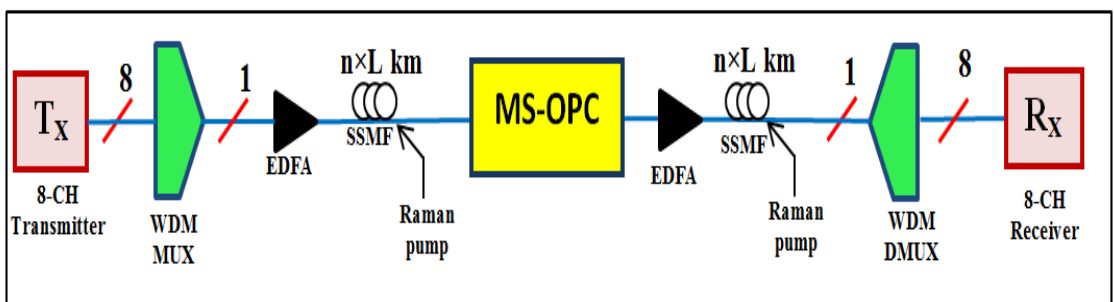 TX
8-CH
Transmitter
8
WDM
MUX
1
EDFA
n×L km
SSMF
Raman
pump
MS-OPC
EDFA
n×L km
SSMF
Raman
pump
1
WDM
DMUX
8
RX
8-CH
Receiver